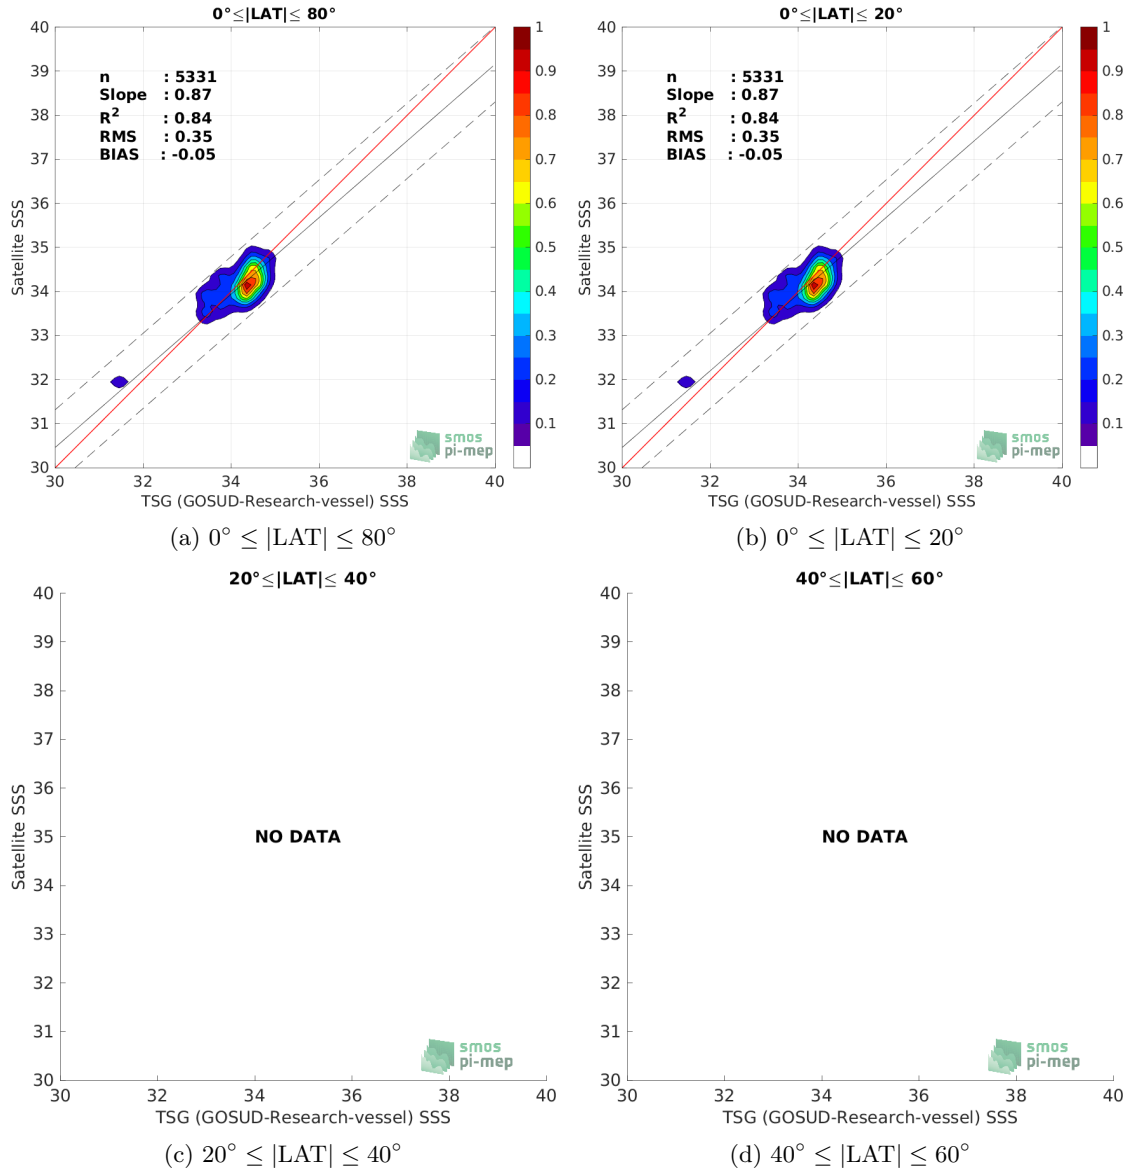 0°≤|LAT|≤ 80°
40
39
38
37
36
35
34
33
32
31
30
Satellite SSS
n : 5331
Slope : 0.87
R² : 0.84
RMS : 0.35
BIAS : -0.05
smos
pi-mep
30 32 34 36 38 40
TSG (GOSUD-Research-vessel) SSS
1
0.9
0.8
0.7
0.6
0.5
0.4
0.3
0.2
0.1
(a) 0° ≤ |LAT| ≤ 80°
0°≤|LAT|≤ 20°
40
39
38
37
36
35
34
33
32
31
30
Satellite SSS
n : 5331
Slope : 0.87
R² : 0.84
RMS : 0.35
BIAS : -0.05
smos
pi-mep
30 32 34 36 38 40
TSG (GOSUD-Research-vessel) SSS
1
0.9
0.8
0.7
0.6
0.5
0.4
0.3
0.2
0.1
(b) 0° ≤ |LAT| ≤ 20°
20°≤|LAT|≤ 40°
40
39
38
37
36
35
34
33
32
31
30
Satellite SSS
NO DATA
smos
pi-mep
30 32 34 36 38 40
TSG (GOSUD-Research-vessel) SSS
(c) 20° ≤ |LAT| ≤ 40°
40°≤|LAT|≤ 60°
40
39
38
37
36
35
34
33
32
31
30
Satellite SSS
NO DATA
smos
pi-mep
30 32 34 36 38 40
TSG (GOSUD-Research-vessel) SSS
(d) 40° ≤ |LAT| ≤ 60°